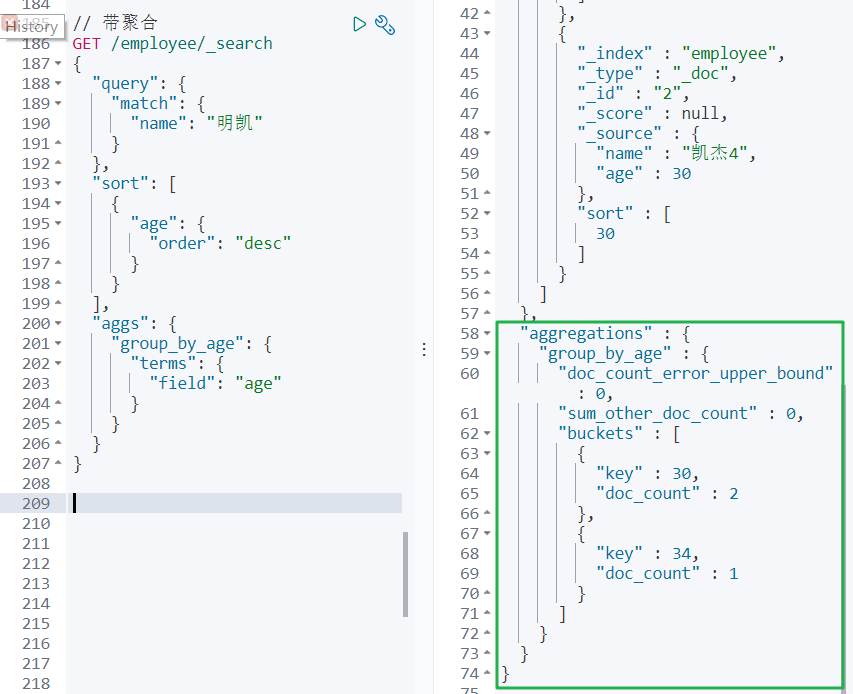 184
185
History
// 带聚合
186 GET /employee/_search
187 {
188 "query": {
189 "match": {
190 "name": "明凯"
191 }
192 },
193 "sort": [
194 {
195 "age": {
196 "order": "desc"
197 }
198 }
199 ],
200 "aggs": {
201 "group_by_age": {
202 "terms": {
203 "field": "age"
204 }
205 }
206 }
207 }
208
209
210
211
212
213
214
215
216
217
218
42 },
43 {
44 "_index" : "employee",
45 "_type" : "_doc",
46 "_id" : "2",
47 "_score" : null,
48 "_source" : {
49 "name" : "凯杰4",
50 "age" : 30
51 },
52 "sort" : [
53 30
54 ]
55 }
56 ]
57 },
58 "aggregations" : {
59 "group_by_age" : {
60 "doc_count_error_upper_bound"
: 0,
61 "sum_other_doc_count" : 0,
62 "buckets" : [
63 {
64 "key" : 30,
65 "doc_count" : 2
66 },
67 {
68 "key" : 34,
69 "doc_count" : 1
70 }
71 ]
72 }
73 }
74 }
75